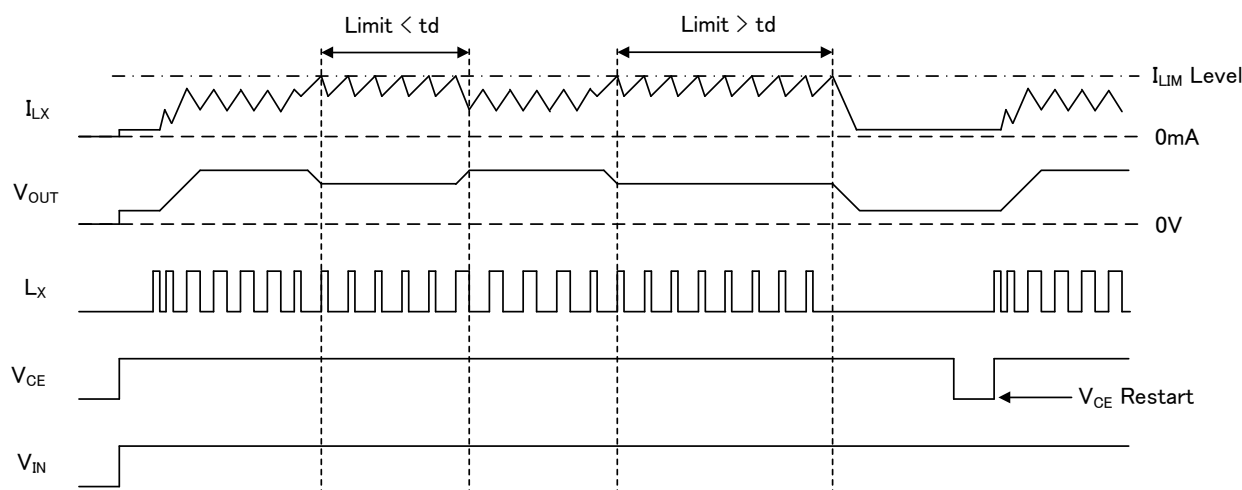 Limit < td
Limit > td
ILIM Level
ILX
0mA
VOUT
0V
LX
VCE
VCE Restart
VIN